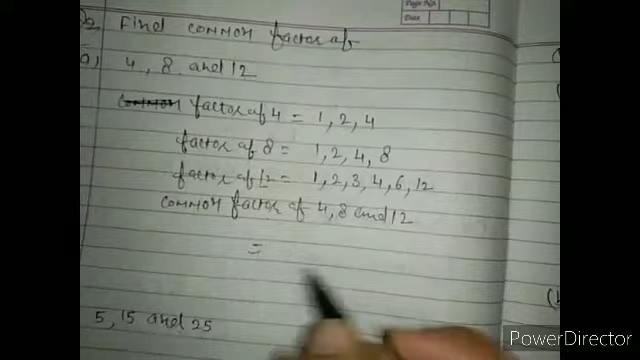 Page No.
Date
Q2 Find common factor of
a) 4, 8 and 12
common factor of 4 = 1, 2, 4
factor of 8 = 1, 2, 4, 8
factor of 12 = 1, 2, 3, 4, 6, 12
common factor of 4, 8 and 12
=
5, 15 and 25
PowerDirector